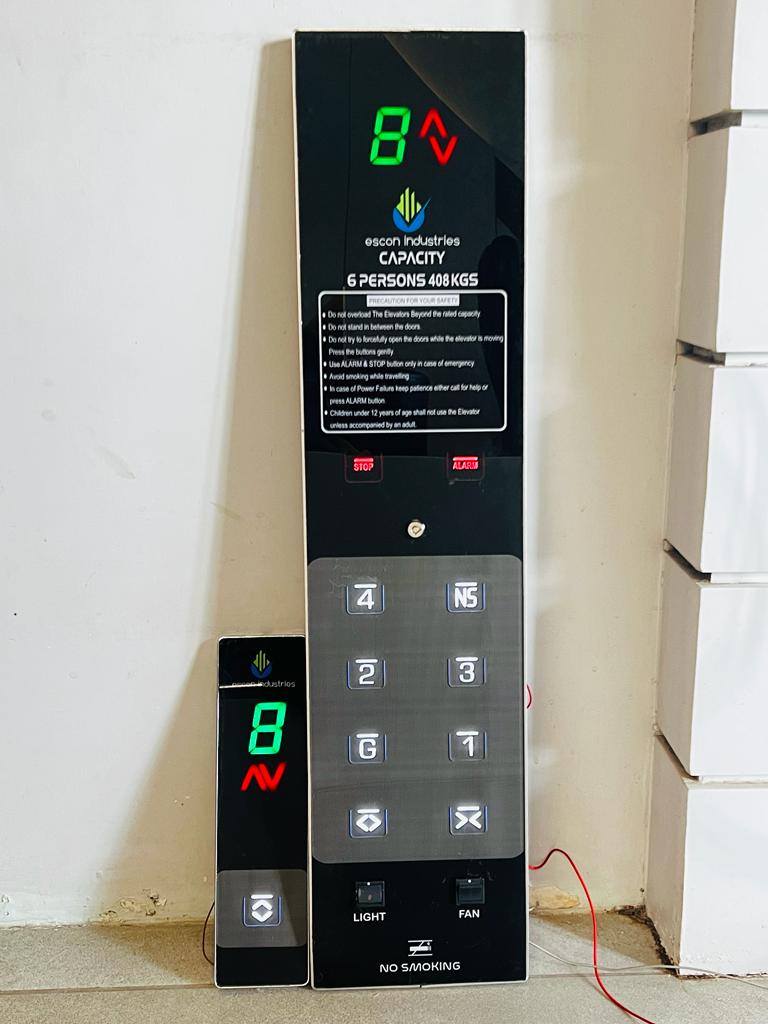 8
escon industries
CAPACITY
6 PERSONS 408 KGS
PRECAUTION FOR YOUR SAFETY
• Do not overload The Elevators Beyond the rated capacity
• Do not stand in between the doors.
• Do not try to forcefully open the doors while the elevator is moving
Press the buttons gently.
• Use ALARM & STOP button only in case of emergency
• Avoid smoking while travelling
• In case of Power Failure keep patience either call for help or
press ALARM button.
• Children under 12 years of age shall not use the Elevator
unless accompanied by an adult.
STOP ALARM
4 NS
2 3
G 1
LIGHT FAN
NO SMOKING
escon industries
8